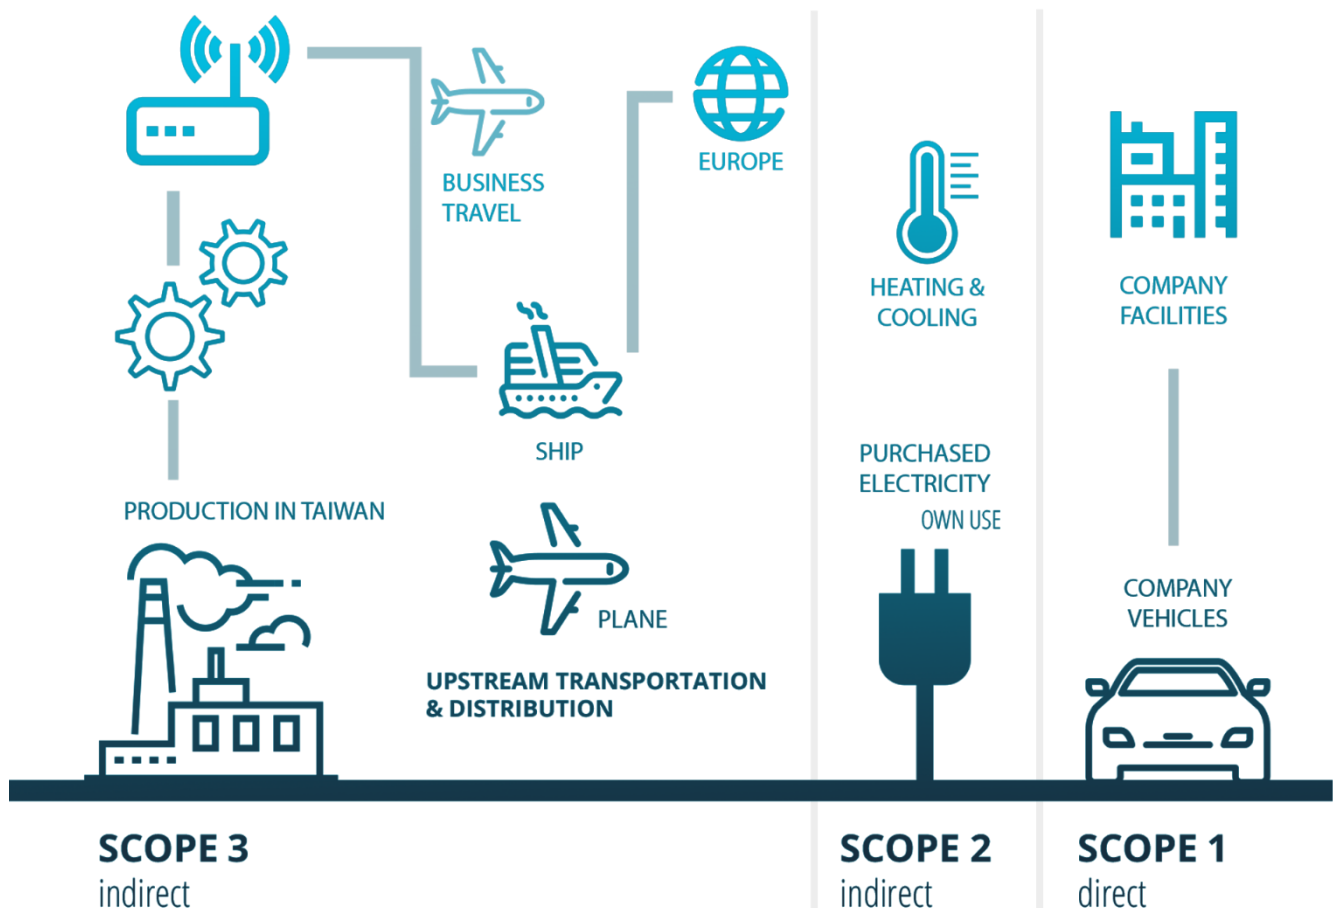 BUSINESS
TRAVEL
EUROPE
SHIP
PRODUCTION IN TAIWAN
PLANE
UPSTREAM TRANSPORTATION
& DISTRIBUTION
HEATING &
COOLING
PURCHASED
ELECTRICITY
OWN USE
COMPANY
FACILITIES
COMPANY
VEHICLES
SCOPE 3
indirect
SCOPE 2
indirect
SCOPE 1
direct